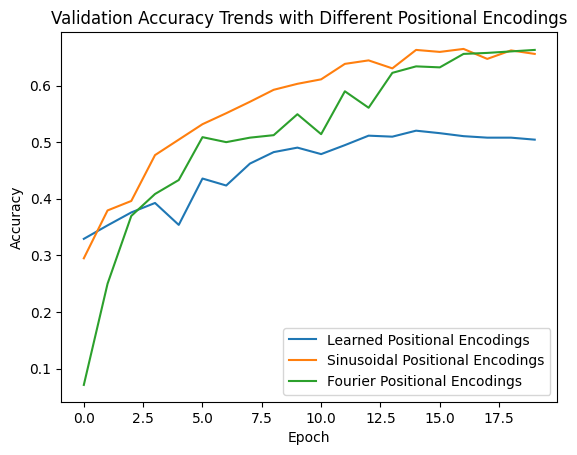 Validation Accuracy Trends with Different Positional Encodings
Accuracy
0.6
0.5
0.4
0.3
0.2
0.1
Learned Positional Encodings
Sinusoidal Positional Encodings
Fourier Positional Encodings
0.0 2.5 5.0 7.5 10.0 12.5 15.0 17.5
Epoch